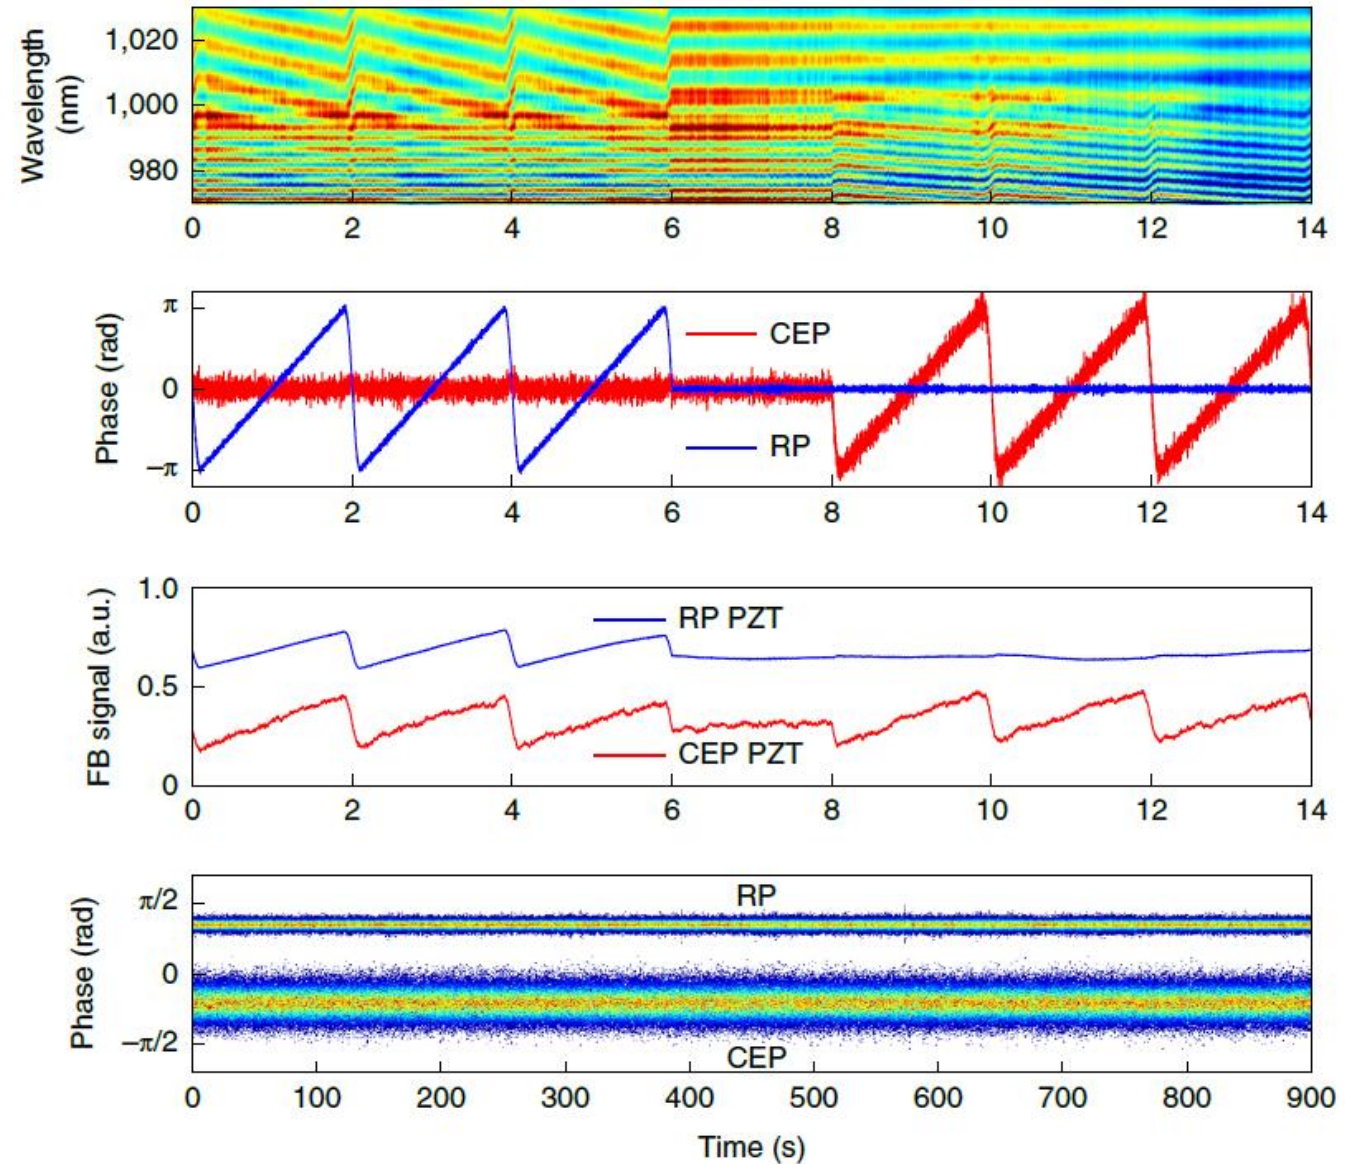 Wavelength
(nm)
1,020
1,000
980
0 2 4 6 8 10 12 14
Phase (rad)
π
0
−π
CEP
RP
0 2 4 6 8 10 12 14
FB signal (a.u.)
1.0
0.5
0
RP PZT
CEP PZT
0 2 4 6 8 10 12 14
Phase (rad)
π/2
0
−π/2
RP
CEP
0 100 200 300 400 500 600 700 800 900
Time (s)